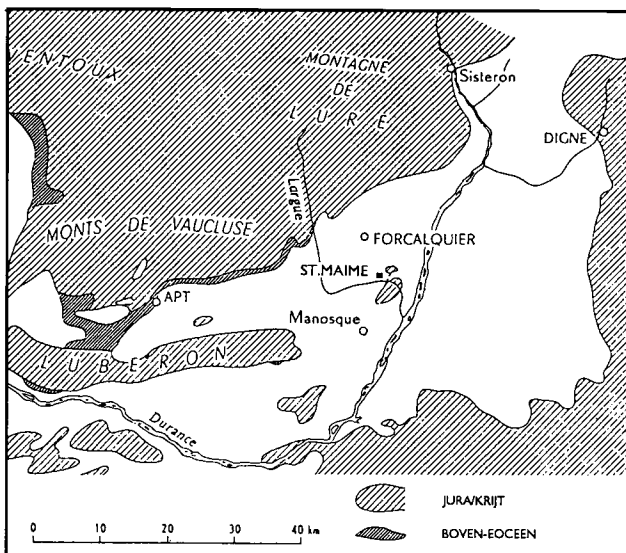 ENTOUX
MONTAGNE
DE
LURE
Sisteron
DIGNE
Largue
MONTS DE VAUCLUSE
FORCALQUIER
ST. MAIME
APT
Manosque
LUBERON
Durance
JURA/KRIJT
BOVEN-EOCEEN
0 10 20 30 40 km